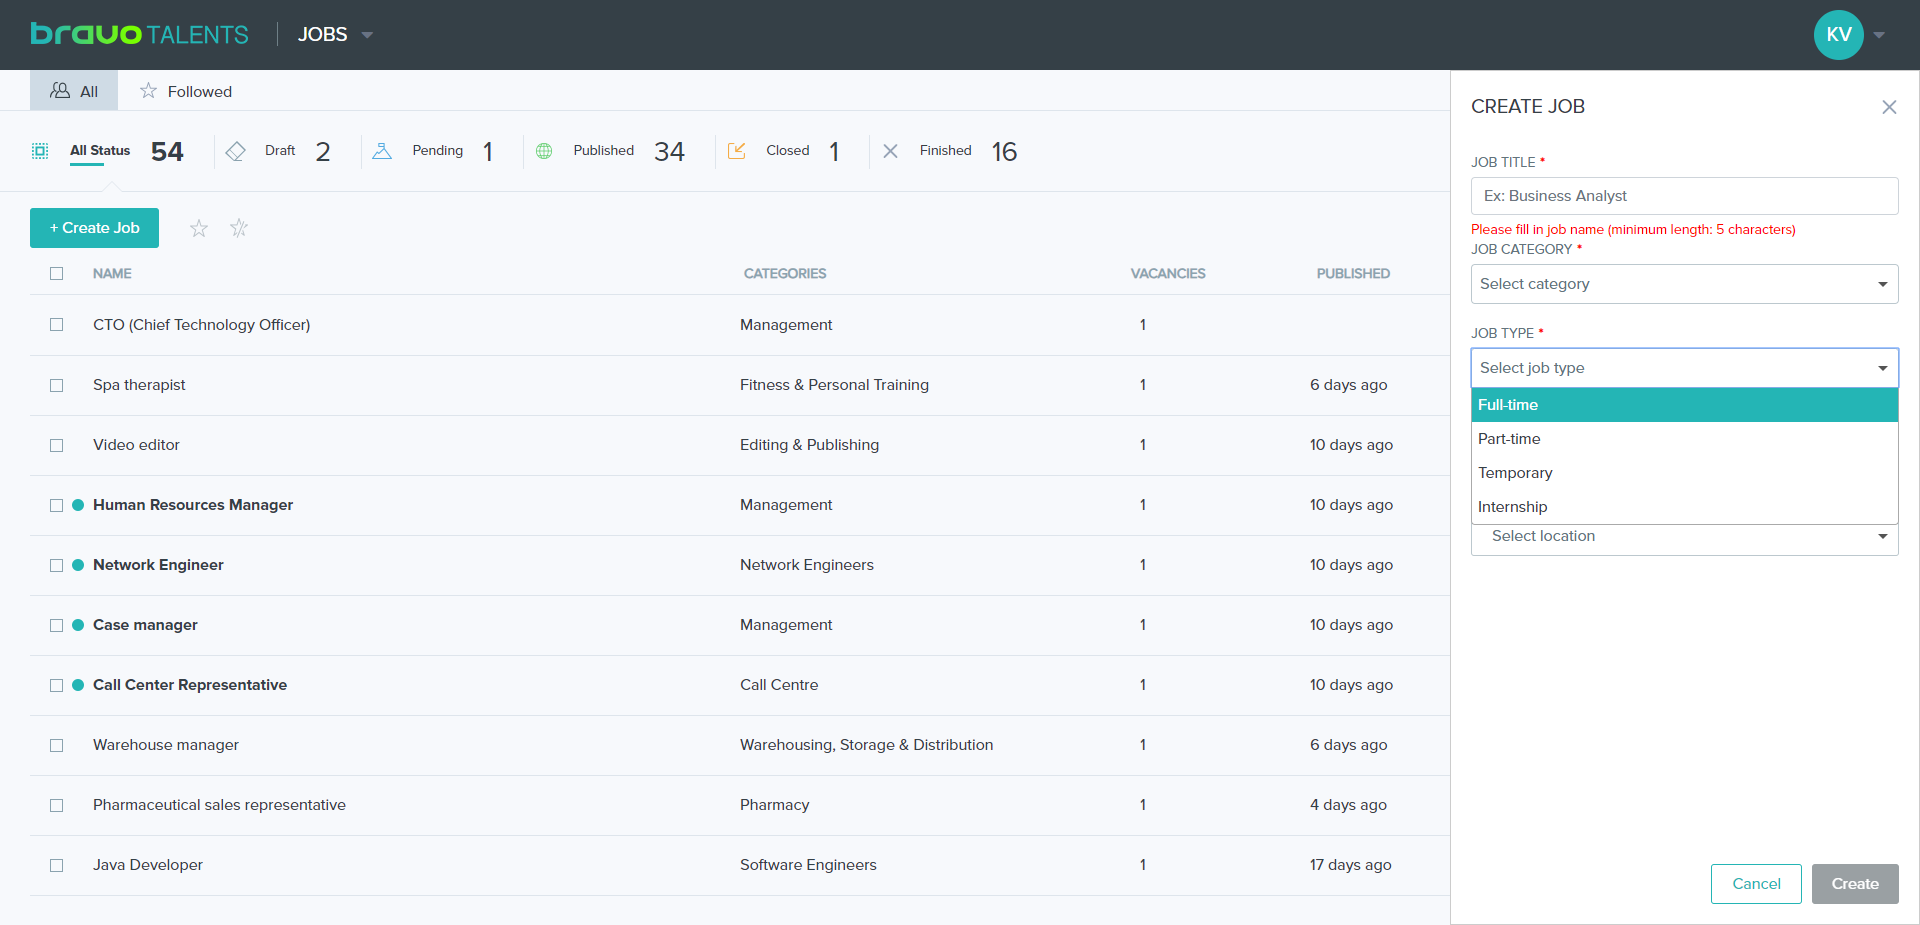 bravo TALENTS JOBS KV
All Followed
All Status 54 Draft 2 Pending 1 Published 34 Closed 1 Finished 16
+ Create Job
NAME CATEGORIES VACANCIES PUBLISHED
CTO (Chief Technology Officer) Management 1
Spa therapist Fitness & Personal Training 1 6 days ago
Video editor Editing & Publishing 1 10 days ago
Human Resources Manager Management 1 10 days ago
Network Engineer Network Engineers 1 10 days ago
Case manager Management 1 10 days ago
Call Center Representative Call Centre 1 10 days ago
Warehouse manager Warehousing, Storage & Distribution 1 6 days ago
Pharmaceutical sales representative Pharmacy 1 4 days ago
Java Developer Software Engineers 1 17 days ago
CREATE JOB
JOB TITLE *
Ex: Business Analyst
Please fill in job name (minimum length: 5 characters)
JOB CATEGORY *
Select category
JOB TYPE *
Select job type
Full-time
Part-time
Temporary
Internship
Select location
Cancel Create